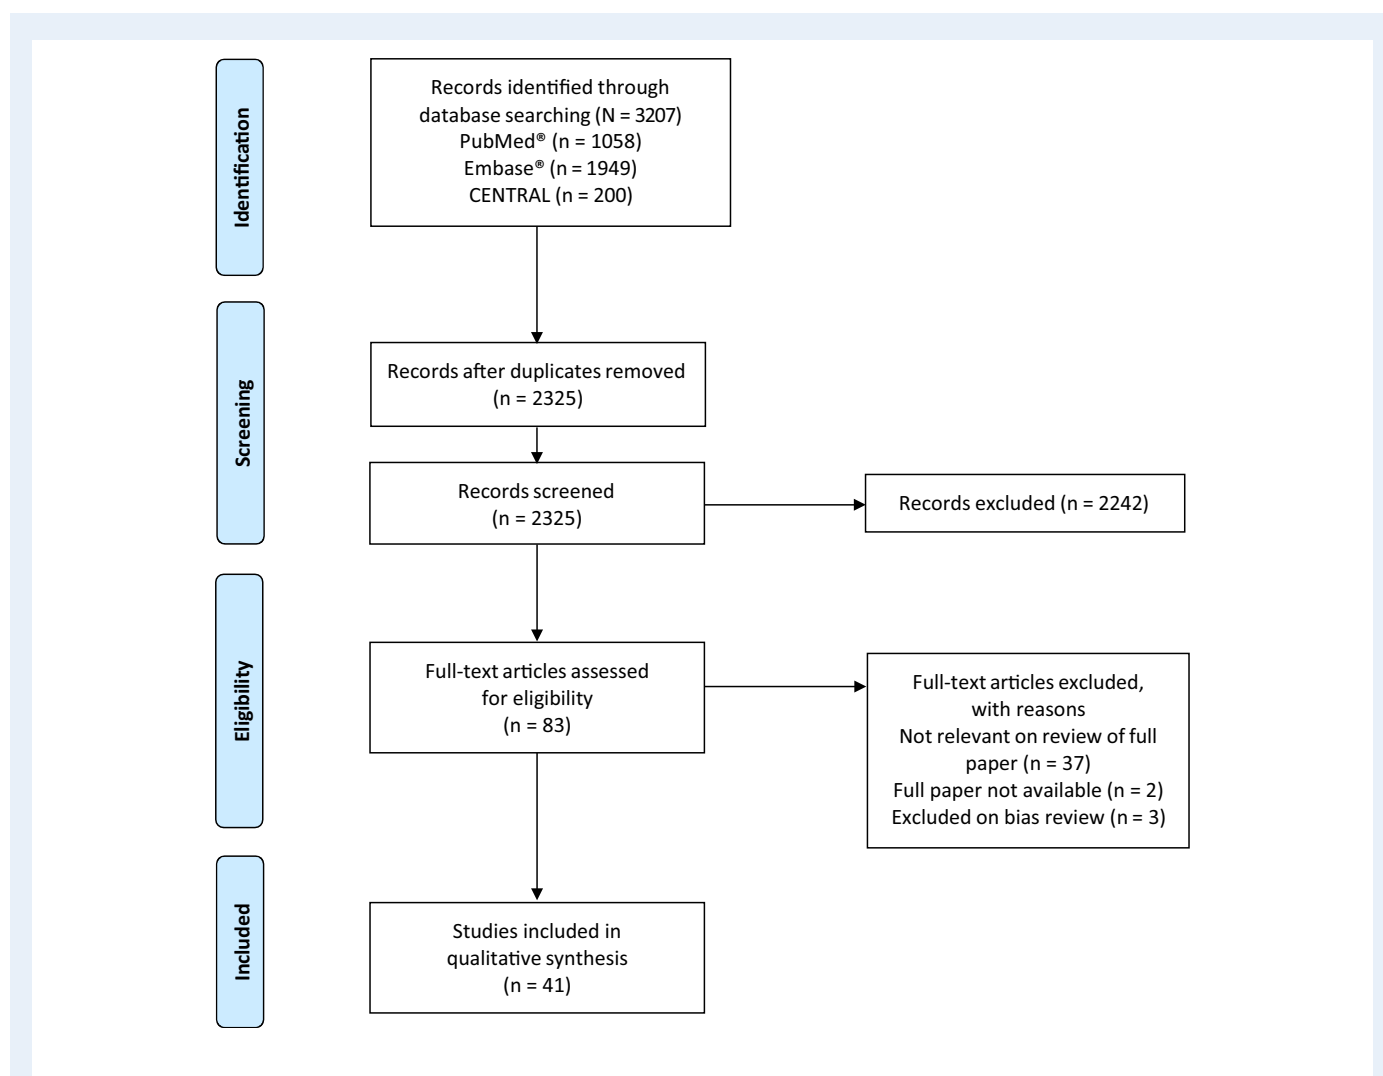 Identification
Records identified through
database searching (N = 3207)
PubMed® (n = 1058)
Embase® (n = 1949)
CENTRAL (n = 200)
Screening
Records after duplicates removed
(n = 2325)
Records screened
(n = 2325)
Records excluded (n = 2242)
Eligibility
Full-text articles assessed
for eligibility
(n = 83)
Full-text articles excluded,
with reasons
Not relevant on review of full
paper (n = 37)
Full paper not available (n = 2)
Excluded on bias review (n = 3)
Included
Studies included in
qualitative synthesis
(n = 41)